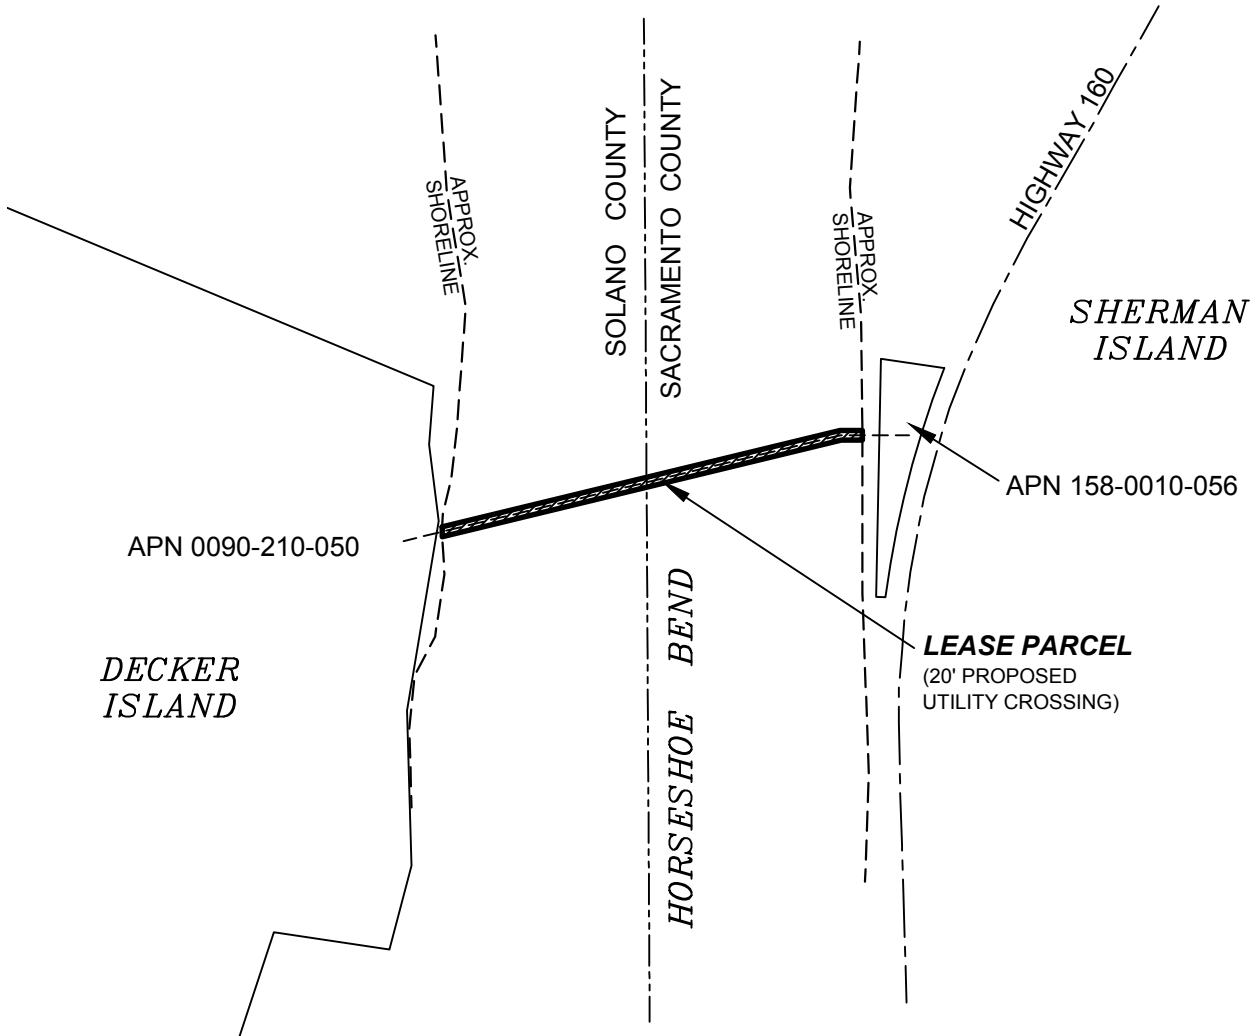 SOLANO COUNTY
SACRAMENTO COUNTY
HIGHWAY 160
APPROX.
SHORELINE
APPROX.
SHORELINE
SHERMAN
ISLAND
APN 158-0010-056
APN 0090-210-050
LEASE PARCEL
(20' PROPOSED
UTILITY CROSSING)
DECKER
ISLAND
HORSESHOE BEND